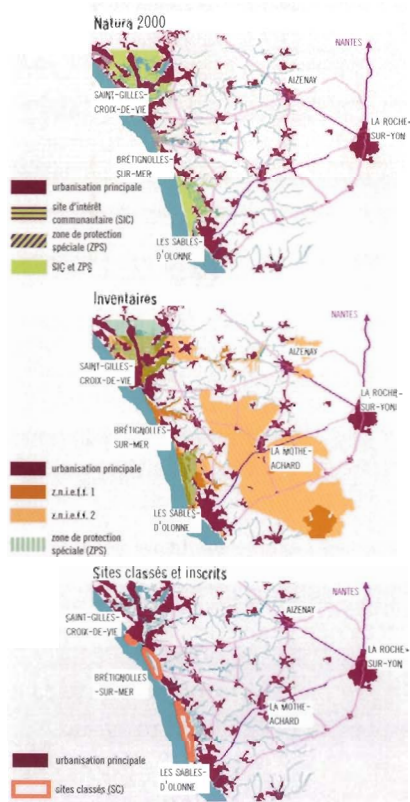 Natura 2000
NANTES
AIZENAY
SAINT-GILLES-
CROIX-DE-VIE
LA ROCHE-
SUR-YON
BRÉTIGNOLLES-
SUR-MER
urbanisation principale
site d'intérêt
communautaire (SIC)
zone de protection
spéciale (ZPS)
SIC et ZPS
LES SABLES-
D'OLONNE
Inventaires
NANTES
AIZENAY
SAINT-GILLES-
CROIX-DE-VIE
LA ROCHE-
SUR-YON
BRÉTIGNOLLES-
SUR-MER
LA MOTHE-
ACHARD
urbanisation principale
z.n.i.e.f.f. 1
z.n.i.e.f.f. 2
zone de protection
spéciale (ZPS)
LES SABLES-
D'OLONNE
Sites classés et inscrits
NANTES
SAINT-GILLES-
CROIX-DE-VIE
AIZENAY
LA ROCHE-
SUR-YON
BRÉTIGNOLLES
-SUR-MER
LA MOTHE-
ACHARD
urbanisation principale
LES SABLES-
D'OLONNE
sites classés (SC)